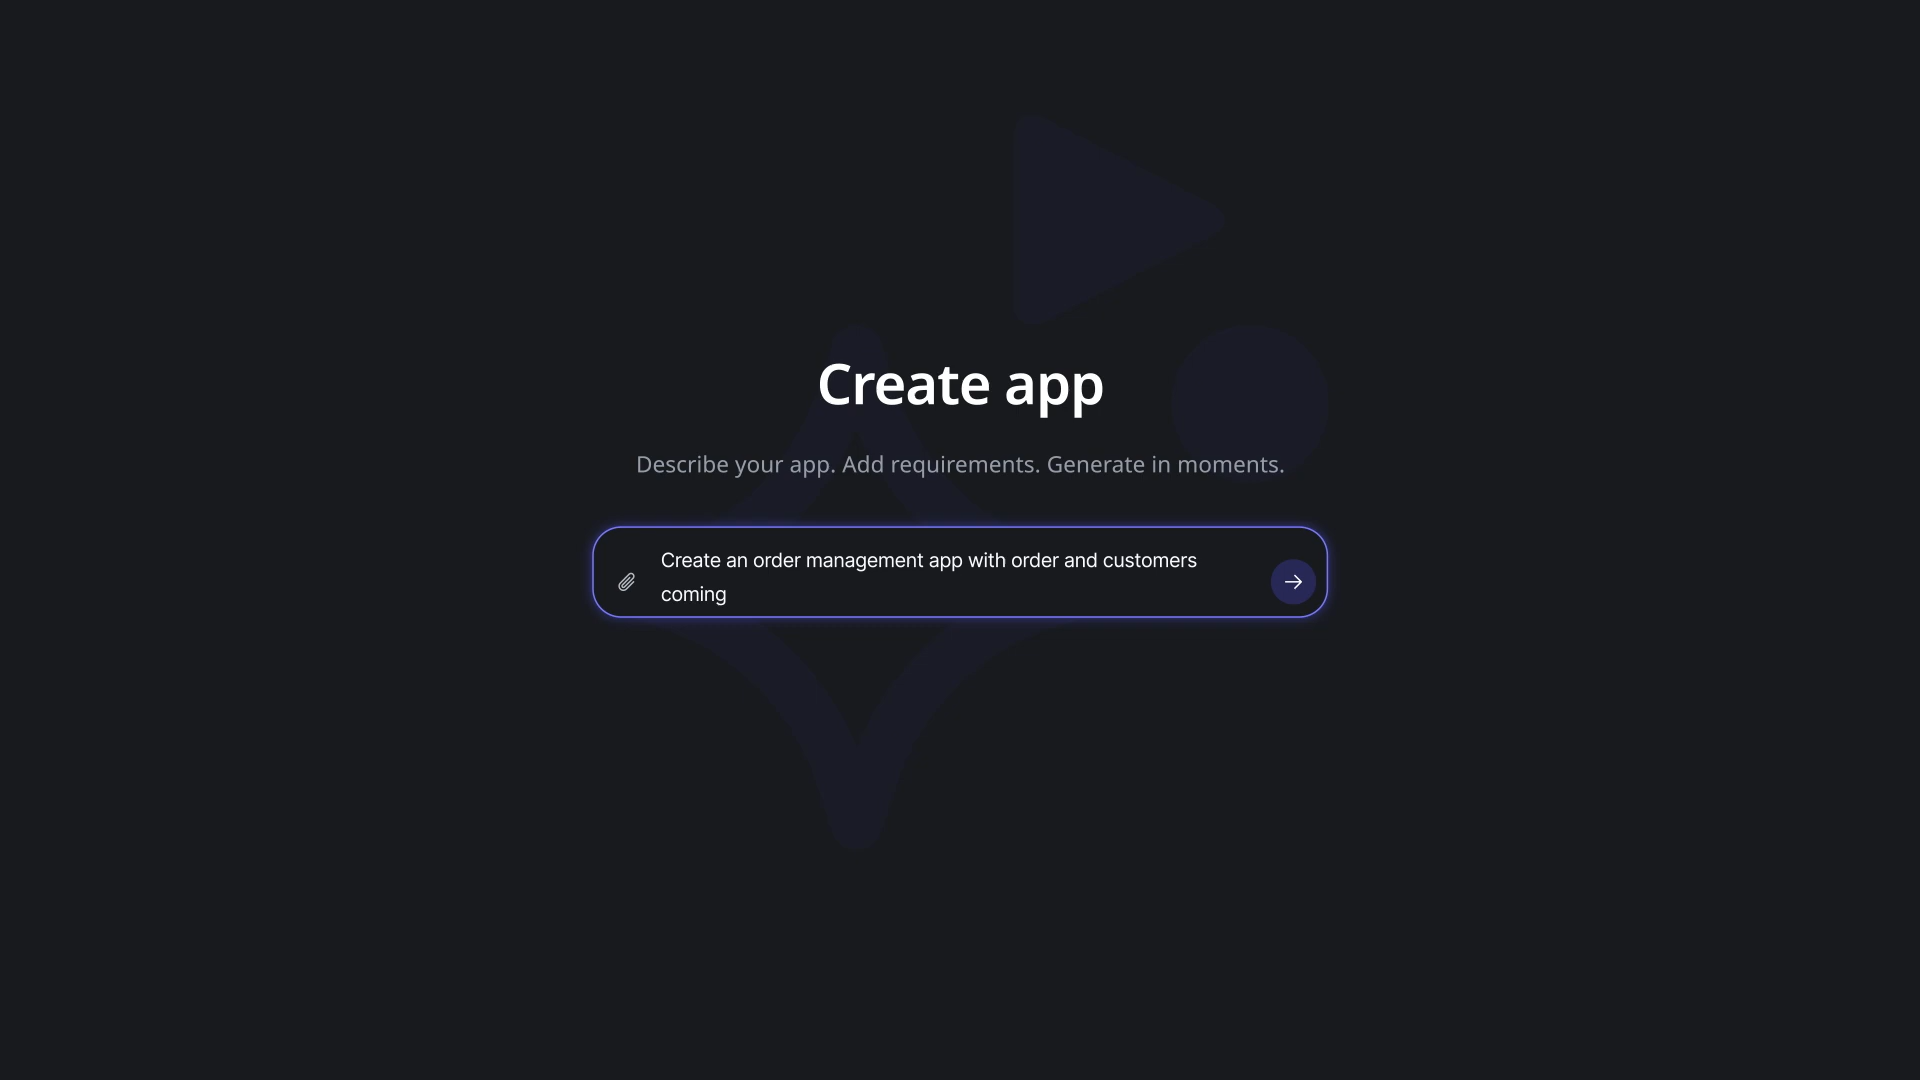 Create app
Describe your app. Add requirements. Generate in moments.
Create an order management app with order and customers
coming